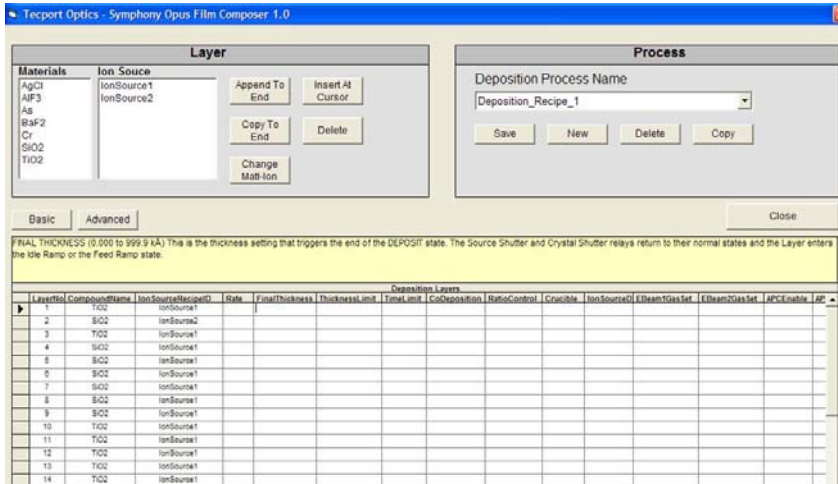 Tecport Optics - Symphony Opus Film Composer 1.0
Layer
Materials
Ion Souce
AgCl
AlF3
As
BaF2
Cr
SiO2
TiO2
IonSource1
IonSource2
Append To
End
Insert At
Cursor
Copy To
End
Delete
Change
Matl-Ion
Process
Deposition Process Name
Deposition_Recipe_1
Save
New
Delete
Copy
Basic
Advanced
Close
FINAL THICKNESS (0.000 to 999.9 kÅ) This is the thickness setting that triggers the end of the DEPOSIT state. The Source Shutter and Crystal Shutter relays return to their normal states and the Layer enters
the Idle Ramp or the Feed Ramp state.
Deposition Layers
LayerNo CompoundName IonSourceRecipeID Rate FinalThickness ThicknessLimit TimeLimit CoDeposition RatioControl Crucible IonSourceD EBeam1GasSet EBeam2GasSet APCEnable AP
1 TiO2 IonSource1
2 SiO2 IonSource2
3 TiO2 IonSource1
4 SiO2 IonSource1
5 SiO2 IonSource1
6 SiO2 IonSource1
7 SiO2 IonSource1
8 SiO2 IonSource1
9 SiO2 IonSource1
10 TiO2 IonSource1
11 TiO2 IonSource1
12 TiO2 IonSource1
13 TiO2 IonSource1
14 TiO2 IonSource1